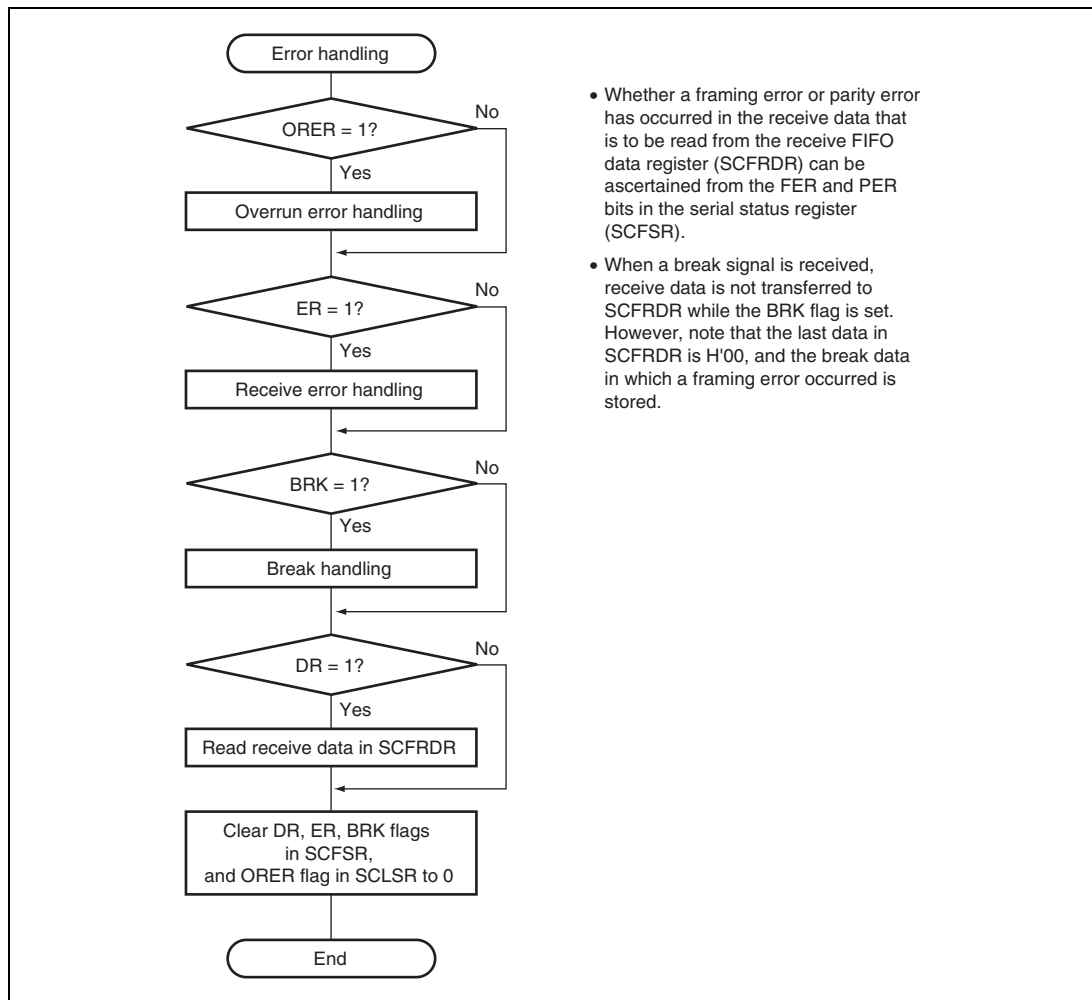 Error handling
ORER = 1?
No
Yes
Overrun error handling
ER = 1?
No
Yes
Receive error handling
BRK = 1?
No
Yes
Break handling
DR = 1?
No
Yes
Read receive data in SCFRDR
Clear DR, ER, BRK flags
in SCFSR,
and ORER flag in SCLSR to 0
End
• Whether a framing error or parity error
has occurred in the receive data that
is to be read from the receive FIFO
data register (SCFRDR) can be
ascertained from the FER and PER
bits in the serial status register
(SCFSR).
• When a break signal is received,
receive data is not transferred to
SCFRDR while the BRK flag is set.
However, note that the last data in
SCFRDR is H'00, and the break data
in which a framing error occurred is
stored.